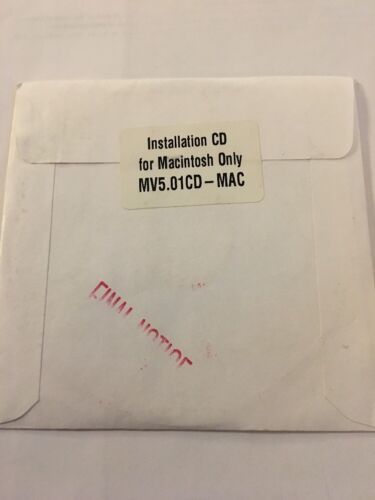 Installation CD
for Macintosh Only
MV5.01CD – MAC
FINAL NOTICE